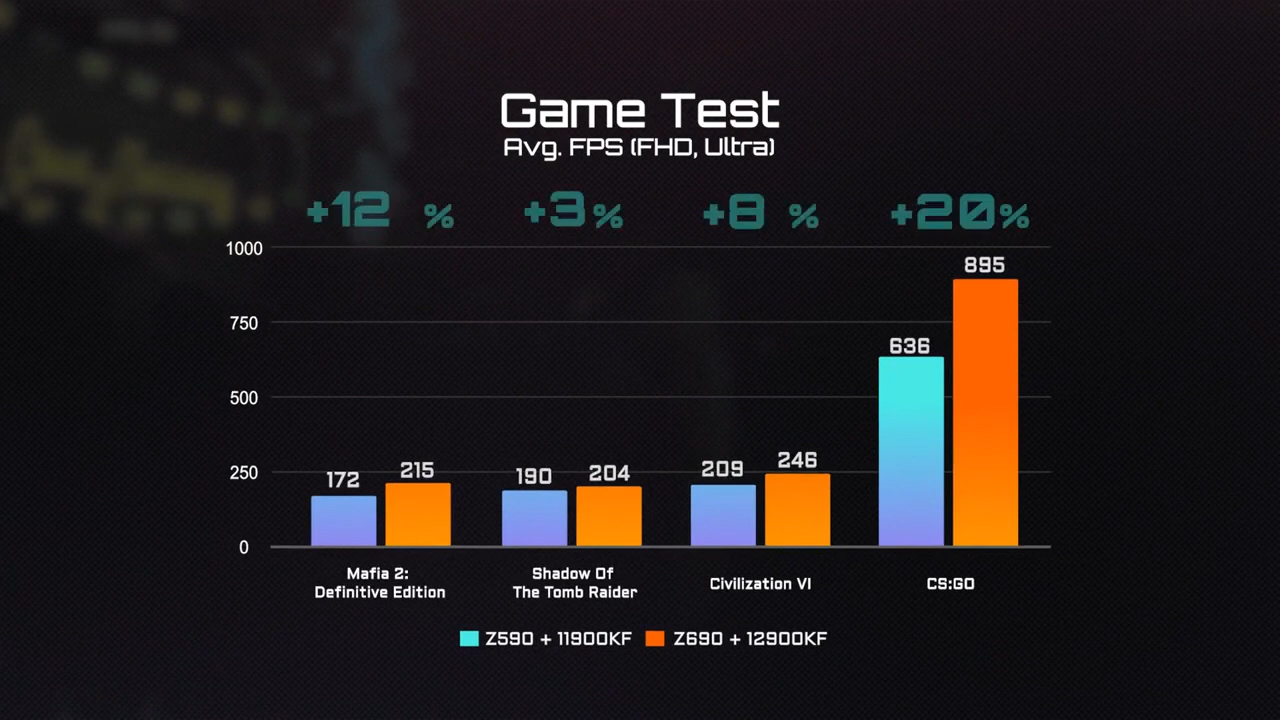 Game Test
Avg. FPS (FHD, Ultra)
+12 % +3% +8 % +20%
1000
895
750
636
500
250
172 215 190 204 209 246
0
Mafia 2:
Definitive Edition
Shadow Of
The Tomb Raider
Civilization VI
CS:GO
Z590 + 11900KF Z690 + 12900KF